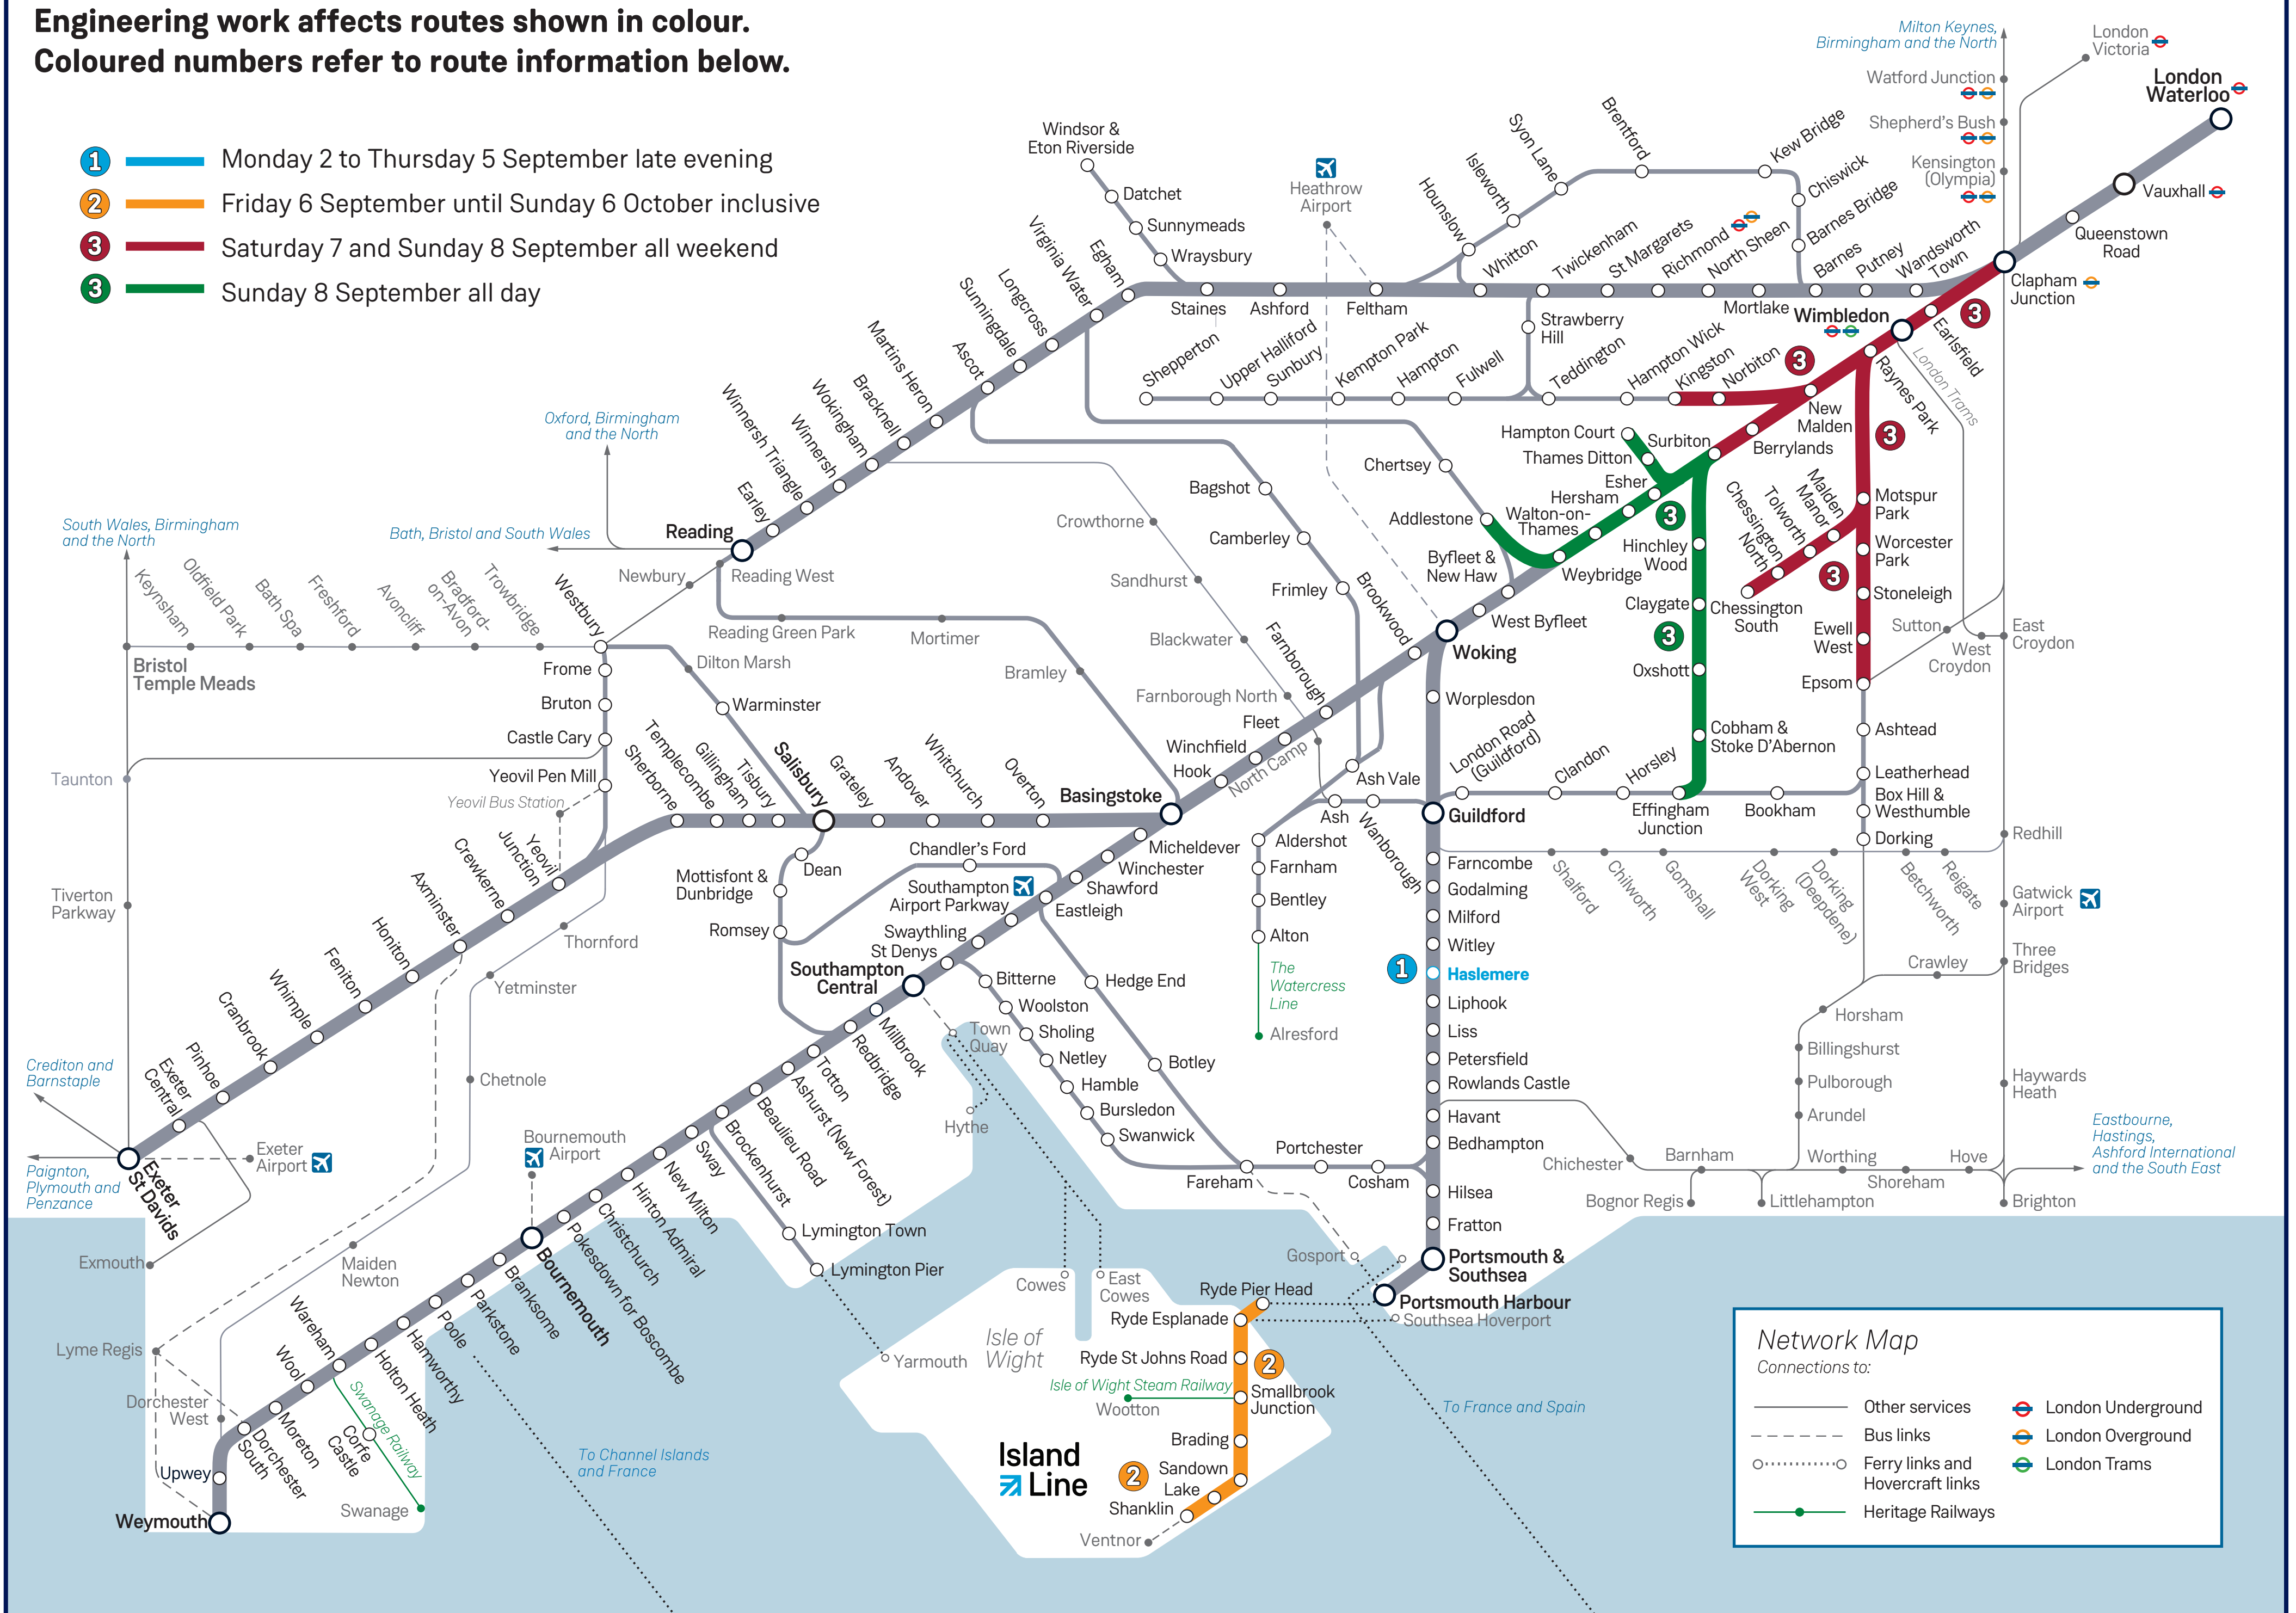 Engineering work affects routes shown in colour.
Coloured numbers refer to route information below.
1 Monday 2 to Thursday 5 September late evening
2 Friday 6 September until Sunday 6 October inclusive
3 Saturday 7 and Sunday 8 September all weekend
3 Sunday 8 September all day
Milton Keynes,
Birmingham and the North
London
Victoria
Watford Junction
London
Waterloo
Shepherd's Bush
Kensington
(Olympia)
Vauxhall
Queenstown
Road
Clapham
Junction
Windsor &
Eton Riverside
Datchet
Sunnymeads
Wraysbury
Heathrow
Airport
Hounslow
Isleworth
Syon Lane
Brentford
Kew Bridge
Chiswick
Barnes Bridge
Virginia Water
Egham
Staines
Ashford
Feltham
Whitton
Twickenham
St Margarets
Richmond
North Sheen
Mortlake
Barnes
Putney
Wandsworth
Town
Wimbledon
Earlsfield
3
London Trams
Raynes Park
Strawberry
Hill
Shepperton
Upper Halliford
Sunbury
Kempton Park
Hampton
Fulwell
Teddington
Hampton Wick
Kingston
Norbiton
3
New
Malden
Berrylands
3
Longcross
Sunningdale
Ascot
Martins Heron
Bracknell
Wokingham
Winnersh
Winnersh Triangle
Earley
Reading
Oxford, Birmingham
and the North
Bath, Bristol and South Wales
South Wales, Birmingham
and the North
Hampton Court
Thames Ditton
Surbiton
Esher
Hersham
Walton-on-
Thames
3
Chertsey
Addlestone
Byfleet &
New Haw
Weybridge
West Byfleet
Hinchley
Wood
Claygate
3
Oxshott
Cobham &
Stoke D'Abernon
Malden
Manor
Tolworth
Chessington
North
Chessington
South
3
Motspur
Park
Worcester
Park
Stoneleigh
Ewell
West
Epsom
Sutton
West
Croydon
East
Croydon
Ashtead
Leatherhead
Box Hill &
Westhumble
Dorking
Bagshot
Camberley
Frimley
Crowthorne
Sandhurst
Blackwater
Farnborough North
North Camp
Brookwood
Farnborough
Fleet
Winchfield
Hook
Woking
Worplesdon
London Road
(Guildford)
Clandon
Horsley
Effingham
Junction
Bookham
Ash Vale
Ash
Wanborough
Guildford
Aldershot
Farnham
Bentley
Alton
The
Watercress
Line
Alresford
Newbury
Reading West
Reading Green Park
Mortimer
Bramley
Keynsham
Oldfield Park
Bath Spa
Freshford
Avoncliff
Bradford-
on-Avon
Trowbridge
Westbury
Bristol
Temple Meads
Dilton Marsh
Warminster
Frome
Bruton
Castle Cary
Taunton
Yeovil Pen Mill
Yeovil Bus Station
Sherborne
Templecombe
Gillingham
Tisbury
Salisbury
Grateley
Andover
Whitchurch
Overton
Basingstoke
Yeovil
Junction
Crewkerne
Axminster
Honiton
Feniton
Whimple
Cranbrook
Pinhoe
Exeter
Central
Exeter
St Davids
Tiverton
Parkway
Crediton and
Barnstaple
Paignton,
Plymouth and
Penzance
Exeter
Airport
Exmouth
Thornford
Yetminster
Chetnole
Maiden
Newton
Lyme Regis
Dorchester
West
Dean
Mottisfont &
Dunbridge
Romsey
Chandler's Ford
Micheldever
Winchester
Shawford
Eastleigh
Southampton
Airport Parkway
Swaythling
St Denys
Southampton
Central
Millbrook
Redbridge
Totton
Ashurst (New Forest)
Beaulieu Road
Brockenhurst
Sway
New Milton
Hinton Admiral
Christchurch
Pokesdown for Boscombe
Bournemouth
Bournemouth
Airport
Branksome
Parkstone
Poole
Hamworthy
Holton Heath
Wareham
Wool
Moreton
Dorchester
South
Upwey
Weymouth
Swanage Railway
Corfe
Castle
Swanage
Lymington Town
Lymington Pier
Yarmouth
Town
Quay
Hythe
Bitterne
Woolston
Sholing
Netley
Hamble
Bursledon
Swanwick
Hedge End
Botley
Fareham
Portchester
Cosham
Farncombe
Godalming
Milford
Witley
1
Haslemere
Liphook
Liss
Petersfield
Rowlands Castle
Havant
Bedhampton
Hilsea
Fratton
Portsmouth &
Southsea
Portsmouth Harbour
Southsea Hoverport
Gosport
Shalford
Chilworth
Gomshall
Dorking
West
Dorking
(Deepdene)
Betchworth
Reigate
Redhill
Gatwick
Airport
Three
Bridges
Crawley
Horsham
Billingshurst
Pulborough
Arundel
Haywards
Heath
Chichester
Barnham
Bognor Regis
Littlehampton
Worthing
Shoreham
Hove
Brighton
Eastbourne,
Hastings,
Ashford International
and the South East
Cowes
East
Cowes
Isle of
Wight
Ryde Pier Head
Ryde Esplanade
Ryde St Johns Road
2
Isle of Wight Steam Railway
Wootton
Smallbrook
Junction
Brading
Sandown
Lake
Shanklin
2
Ventnor
Island
Line
To Channel Islands
and France
To France and Spain
Network Map
Connections to:
Other services
Bus links
Ferry links and
Hovercraft links
Heritage Railways
London Underground
London Overground
London Trams